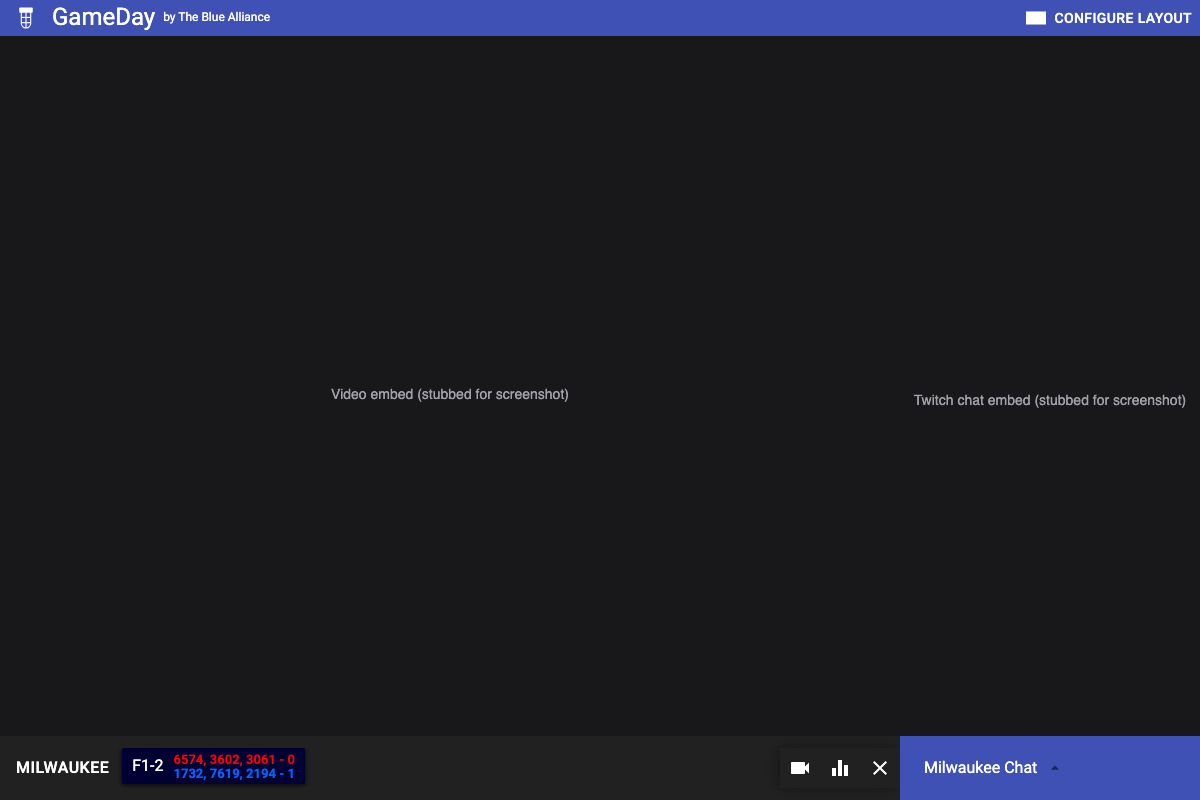 GameDay by The Blue Alliance
CONFIGURE LAYOUT
Video embed (stubbed for screenshot)
Twitch chat embed (stubbed for screenshot)
MILWAUKEE
F1-2
6574, 3602, 3061 - 0
1732, 7619, 2194 - 1
Milwaukee Chat